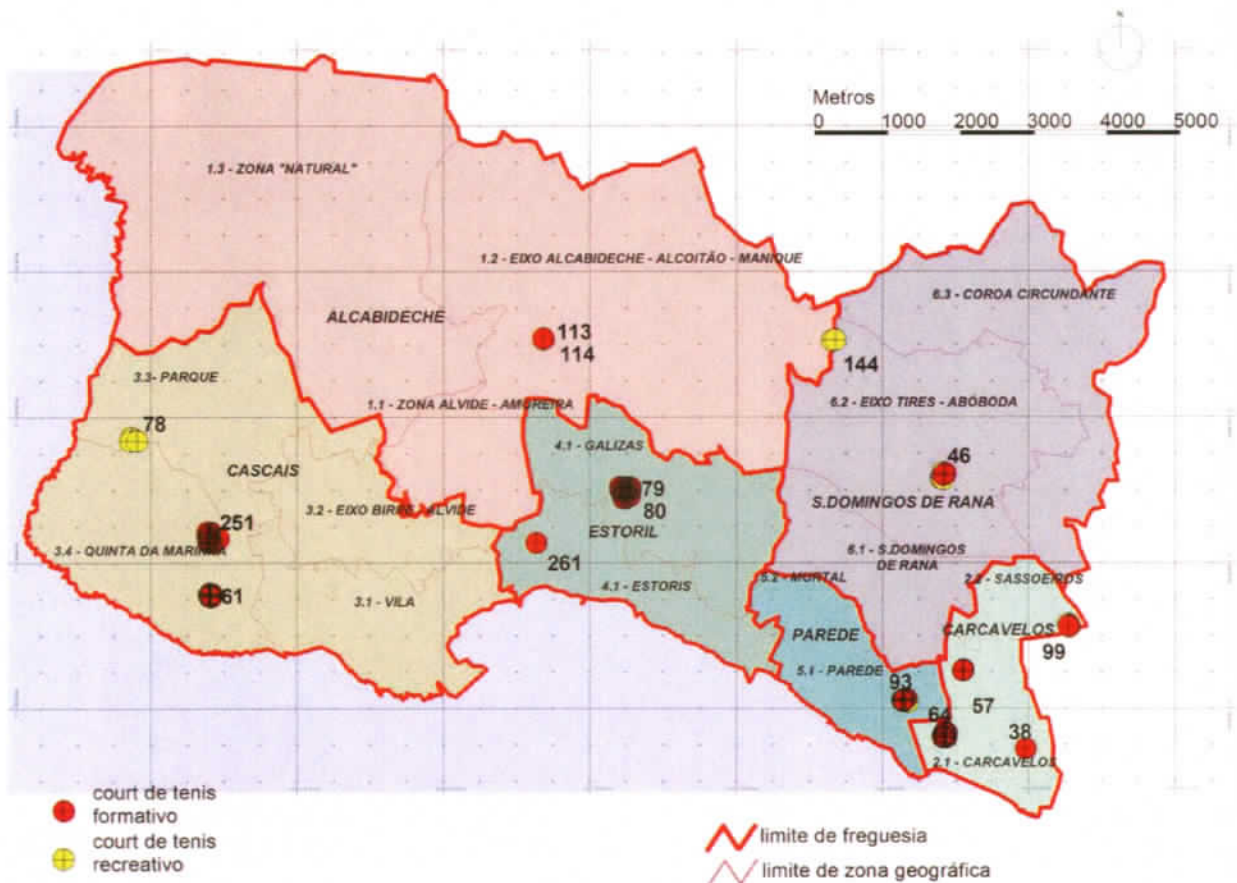 N
Metros
0 1000 2000 3000 4000 5000
1.3 - ZONA "NATURAL"
1.2 - EIXO ALCABIDECHE - ALCOITÃO - MANIQUE
6.3 - COROA CIRCUNDANTE
ALCABIDECHE
113
114
144
3.3- PARQUE
1.1 - ZONA ALVIDE - AMOREIRA
6.2 - EIXO TIRES - ABÓBODA
78
4.1 - GALIZAS
CASCAIS
46
79
80
3.2 - EIXO BIRRE - ALVIDE
S.DOMINGOS DE RANA
251
ESTORIL
3.4 - QUINTA DA MARINHA
261
6.1 - S.DOMINGOS
DE RANA
5.2 - MURTAL
2.2 - SASSOEIROS
4.1 - ESTORIS
61
3.1 - VILA
PAREDE
CARCAVELOS
99
5.1 - PAREDE
93
57
64
38
2.1 - CARCAVELOS
court de tenis
formativo
court de tenis
recreativo
limite de freguesia
limite de zona geográfica